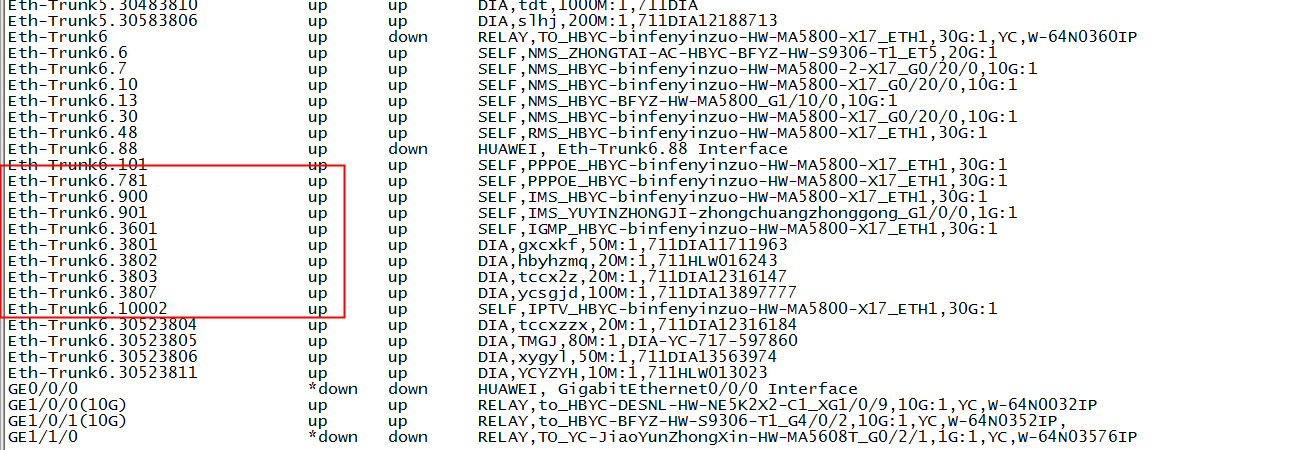 Eth-Trunk5.30483810 up up DIA,tdt,1000M:1,711DIA
Eth-Trunk5.30583806 up up DIA,slhj,200M:1,711DIA12188713
Eth-Trunk6 up down RELAY,TO_HBYC-binfenyinzuo-HW-MA5800-X17_ETH1,30G:1,YC,W-64N0360IP
Eth-Trunk6.6 up up SELF,NMS_ZHONGTAI-AC-HBYC-BFYZ-HW-S9306-T1_ET5,20G:1
Eth-Trunk6.7 up up SELF,NMS_HBYC-binfenyinzuo-HW-MA5800-2-X17_G0/20/0,10G:1
Eth-Trunk6.10 up up SELF,NMS_HBYC-binfenyinzuo-HW-MA5800-X17_G0/20/0,10G:1
Eth-Trunk6.13 up up SELF,NMS_HBYC-BFYZ-HW-MA5800_G1/10/0,10G:1
Eth-Trunk6.30 up up SELF,NMS_HBYC-binfenyinzuo-HW-MA5800-X17_G0/20/0,10G:1
Eth-Trunk6.48 up up SELF,RMS_HBYC-binfenyinzuo-HW-MA5800-X17_ETH1,30G:1
Eth-Trunk6.88 up down HUAWEI, Eth-Trunk6.88 Interface
Eth-Trunk6.101 up up SELF,PPPOE_HBYC-binfenyinzuo-HW-MA5800-X17_ETH1,30G:1
Eth-Trunk6.781 up up SELF,PPPOE_HBYC-binfenyinzuo-HW-MA5800-X17_ETH1,30G:1
Eth-Trunk6.900 up up SELF,IMS_HBYC-binfenyinzuo-HW-MA5800-X17_ETH1,30G:1
Eth-Trunk6.901 up up SELF,IMS_YUYINZHONGJI-zhongchuangzhonggong_G1/0/0,1G:1
Eth-Trunk6.3601 up up SELF,IGMP_HBYC-binfenyinzuo-HW-MA5800-X17_ETH1,30G:1
Eth-Trunk6.3801 up up DIA,gxcxkf,50M:1,711DIA11711963
Eth-Trunk6.3802 up up DIA,hbyhzmq,20M:1,711HLW016243
Eth-Trunk6.3803 up up DIA,tccx2z,20M:1,711DIA12316147
Eth-Trunk6.3807 up up DIA,ycsgjd,100M:1,711DIA13897777
Eth-Trunk6.10002 up up SELF,IPTV_HBYC-binfenyinzuo-HW-MA5800-X17_ETH1,30G:1
Eth-Trunk6.30523804 up up DIA,tccxzzx,20M:1,711DIA12316184
Eth-Trunk6.30523805 up up DIA,TMGJ,80M:1,DIA-YC-717-597860
Eth-Trunk6.30523806 up up DIA,xygyl,50M:1,711DIA13563974
Eth-Trunk6.30523811 up up DIA,YCYZYH,10M:1,711HLW013023
GE0/0/0 *down down HUAWEI, GigabitEthernet0/0/0 Interface
GE1/0/0(10G) up up RELAY,to_HBYC-DESNL-HW-NE5K2X2-C1_XG1/0/9,10G:1,YC,W-64N0032IP
GE1/0/1(10G) up up RELAY,to_HBYC-BFYZ-HW-S9306-T1_G4/0/2,10G:1,YC,W-64N0352IP,
GE1/1/0 *down down RELAY,TO_YC-JiaoYunZhongXin-HW-MA5608T_G0/2/1,1G:1,YC,W-64N03576IP